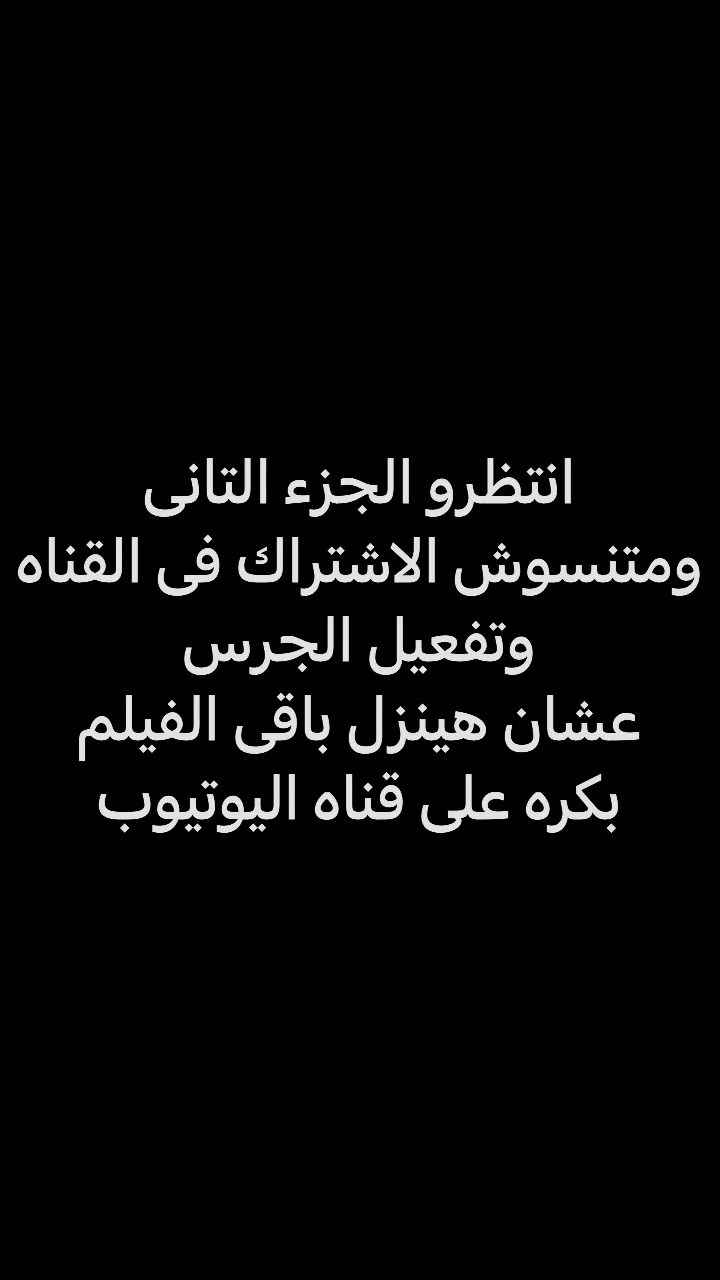 انتظرو الجزء التانى
ومتنسوش الاشتراك فى القناه
وتفعيل الجرس
عشان هينزل باقى الفيلم
بكره على قناه اليوتيوب